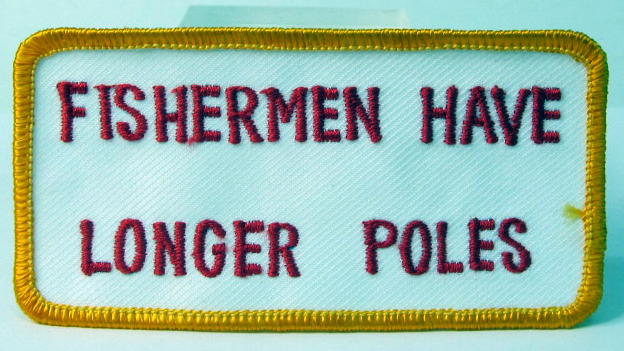 FISHERMEN HAVE
LONGER POLES